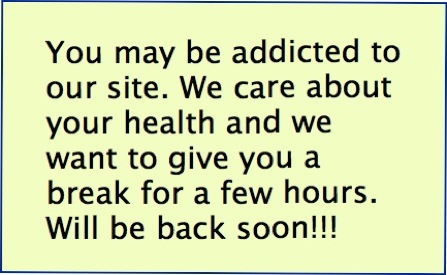 You may be addicted to
our site. We care about
your health and we
want to give you a
break for a few hours.
Will be back soon!!!